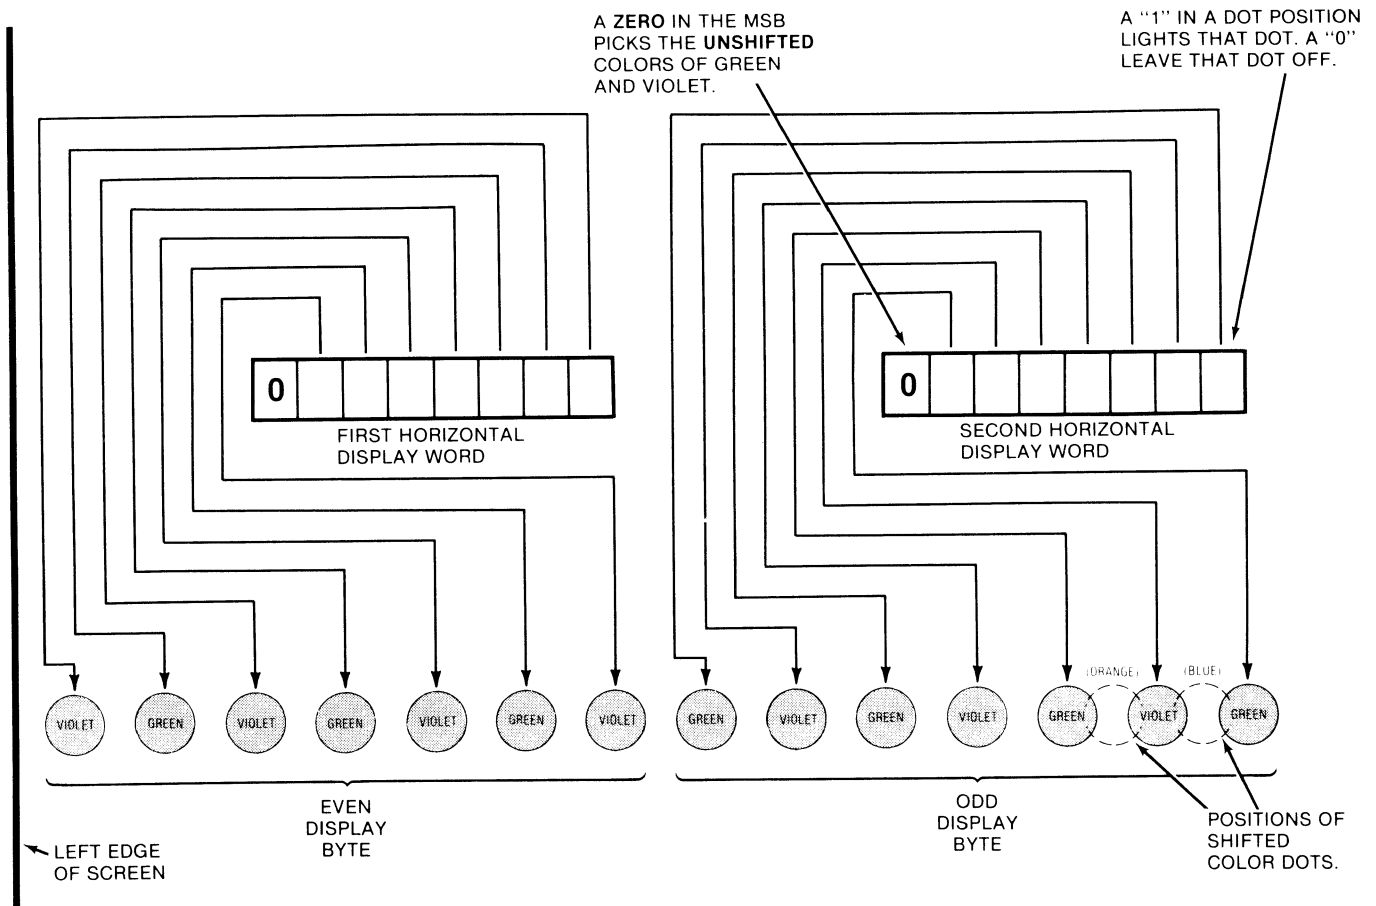 A ZERO IN THE MSB
PICKS THE UNSHIFTED
COLORS OF GREEN
AND VIOLET.
A "1" IN A DOT POSITION
LIGHTS THAT DOT. A "0"
LEAVE THAT DOT OFF.
0
FIRST HORIZONTAL
DISPLAY WORD
0
SECOND HORIZONTAL
DISPLAY WORD
(ORANGE)
(BLUE)
VIOLET
GREEN
VIOLET
GREEN
VIOLET
GREEN
VIOLET
GREEN
VIOLET
GREEN
VIOLET
GREEN
VIOLET
GREEN
EVEN
DISPLAY
BYTE
ODD
DISPLAY
BYTE
POSITIONS OF
SHIFTED
COLOR DOTS.
LEFT EDGE
OF SCREEN